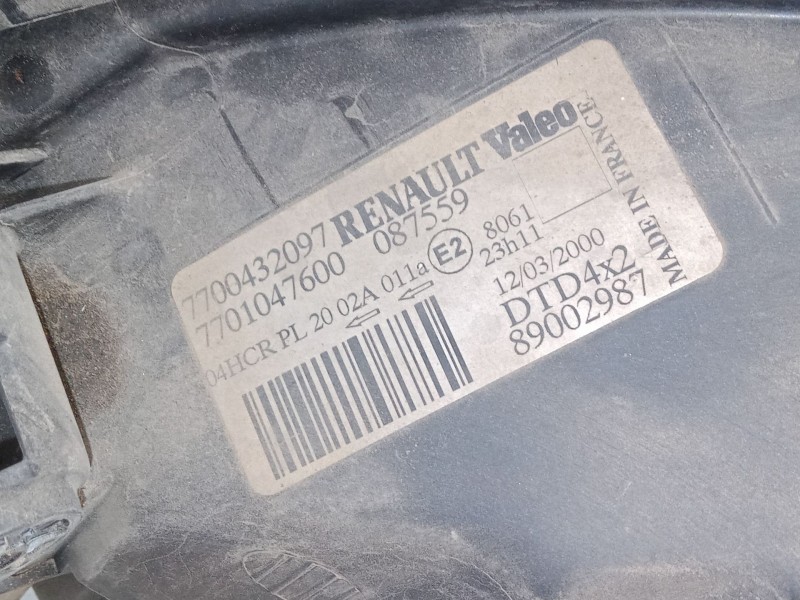 7700432097 RENAULT Valeo
7701047600 087559
04HCR PL 20 02A 011a E2 8061
23h11
12/03/2000
DTD4x2
89002987
MADE IN FRANCE